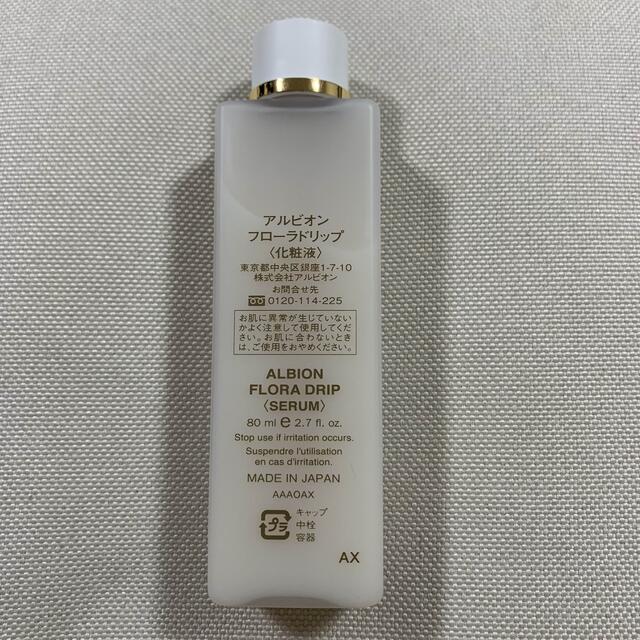 アルビオン
フローラドリップ
〈化粧液〉
東京都中央区銀座1-7-10
株式会社アルビオン
お問合せ先
0120-114-225
お肌に異常が生じていない
かよく注意して使用してくだ
さい。お肌に合わないとき
は、ご使用をおやめください。
ALBION
FLORA DRIP
〈SERUM〉
80 ml e 2.7 fl. oz.
Stop use if irritation occurs.
Suspendre l'utilisation
en cas d'irritation.
MADE IN JAPAN
AAAOAX
プラ
キャップ
中栓
容器
AX